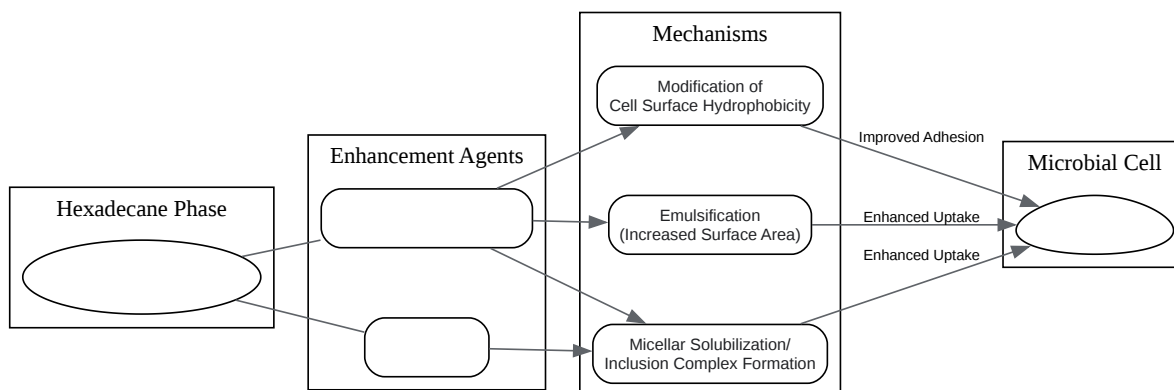 Hexadecane Phase
Enhancement Agents
Mechanisms
Modification of
Cell Surface Hydrophobicity
Emulsification
(Increased Surface Area)
Micellar Solubilization/
Inclusion Complex Formation
Improved Adhesion
Enhanced Uptake
Enhanced Uptake
Microbial Cell